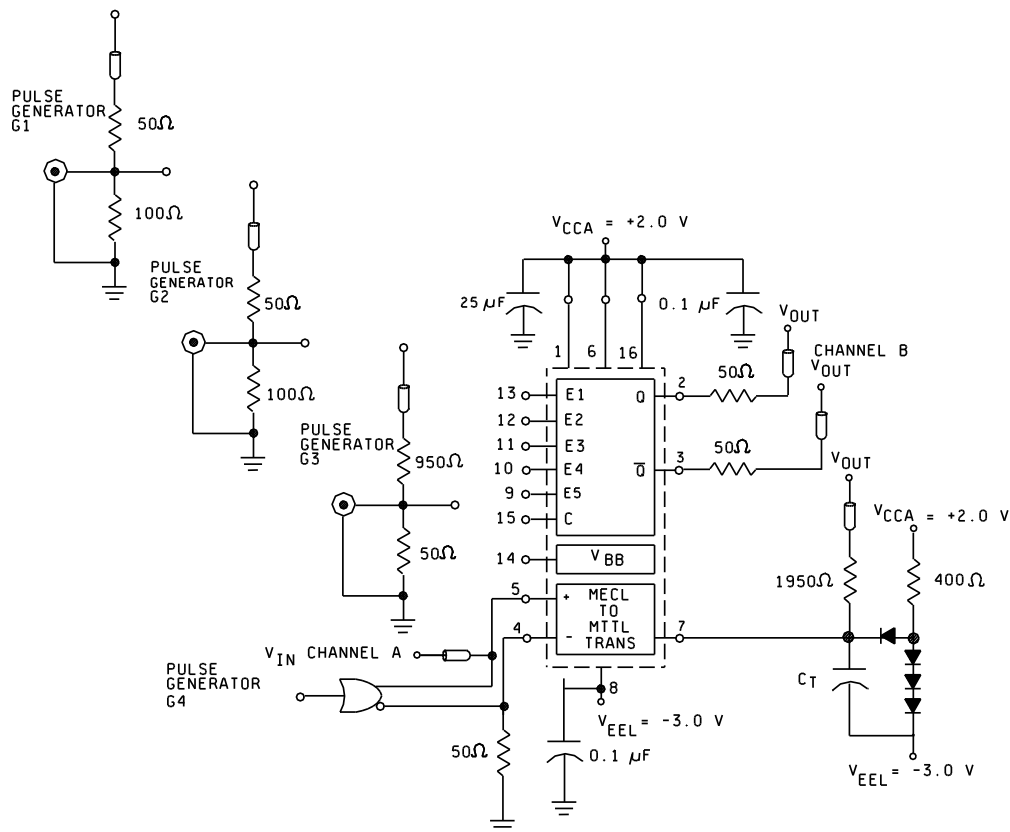 PULSE
GENERATOR
G1
50Ω
100Ω
PULSE
GENERATOR
G2
50Ω
100Ω
PULSE
GENERATOR
G3
950Ω
50Ω
VCCA = +2.0 V
25 µF
0.1 µF
1
6
16
VOUT
CHANNEL B
VOUT
13
E1
Q
2
50Ω
12
E2
11
E3
10
E4
Q̅
3
50Ω
9
E5
15
C
14
VBB
VOUT
VCCA = +2.0 V
1950Ω
400Ω
5
+
4
-
MECL
TO
MTTL
TRANS
7
CT
VIN CHANNEL A
PULSE
GENERATOR
G4
50Ω
8
VEEL = -3.0 V
0.1 µF
VEEL = -3.0 V